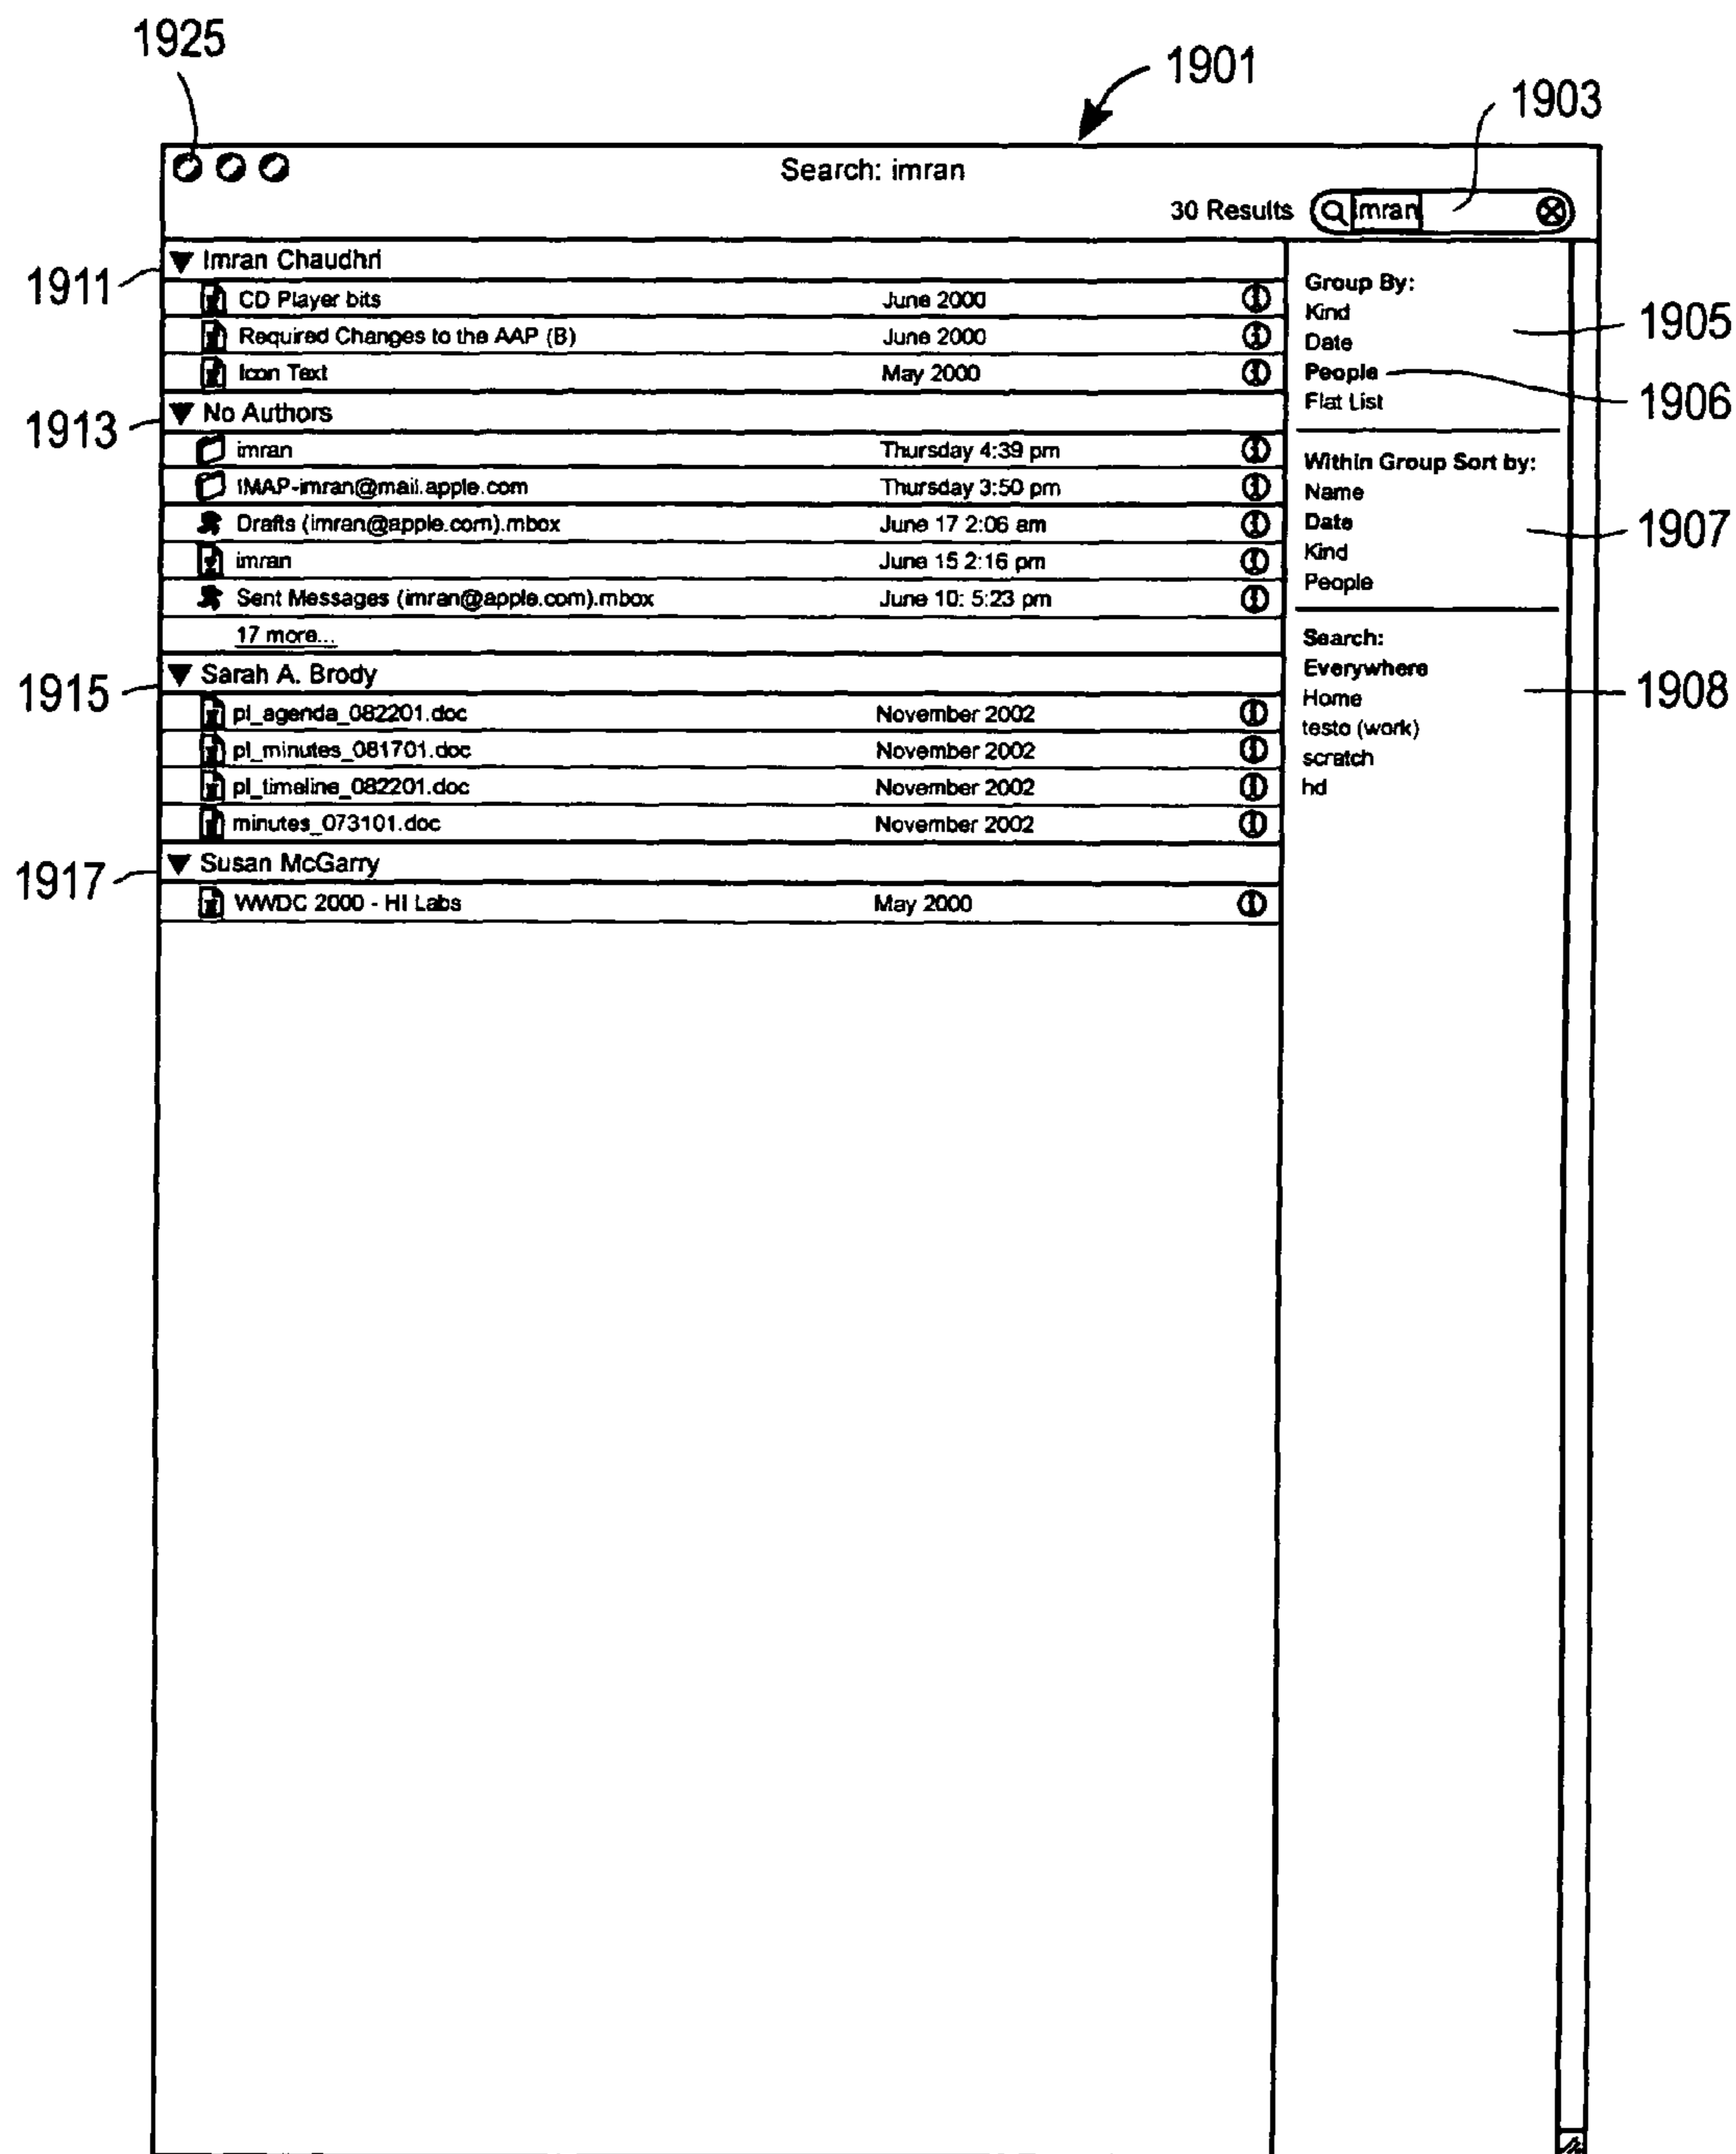 1925
1901
1903
Search: imran
30 Results imran
1911
Imran Chaudhri
CD Player bits June 2000
Required Changes to the AAP (B) June 2000
Icon Text May 2000
1913
No Authors
imran Thursday 4:39 pm
IMAP-imran@mail.apple.com Thursday 3:50 pm
Drafts (imran@apple.com).mbox June 17 2:06 am
imran June 15 2:16 pm
Sent Messages (imran@apple.com).mbox June 10: 5:23 pm
17 more...
1915
Sarah A. Brody
pl_agenda_082201.doc November 2002
pl_minutes_081701.doc November 2002
pl_timeline_082201.doc November 2002
minutes_073101.doc November 2002
1917
Susan McGarry
WWDC 2000 - HI Labs May 2000
Group By:
Kind
Date
People
Flat List
1905
1906
Within Group Sort by:
Name
Date
Kind
People
1907
Search:
Everywhere
Home
testo (work)
scratch
hd
1908